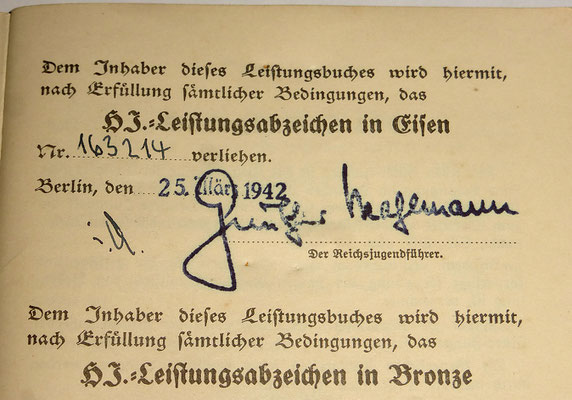 Dem Inhaber dieses Leistungsbuches wird hiermit,
nach Erfüllung sämtlicher Bedingungen, das
HJ.=Leistungsabzeichen in Eisen
Nr. 163214 verliehen.
Berlin, den 25. März 1942
i.A.
Der Reichsjugendführer.
Dem Inhaber dieses Leistungsbuches wird hiermit,
nach Erfüllung sämtlicher Bedingungen, das
HJ.=Leistungsabzeichen in Bronze